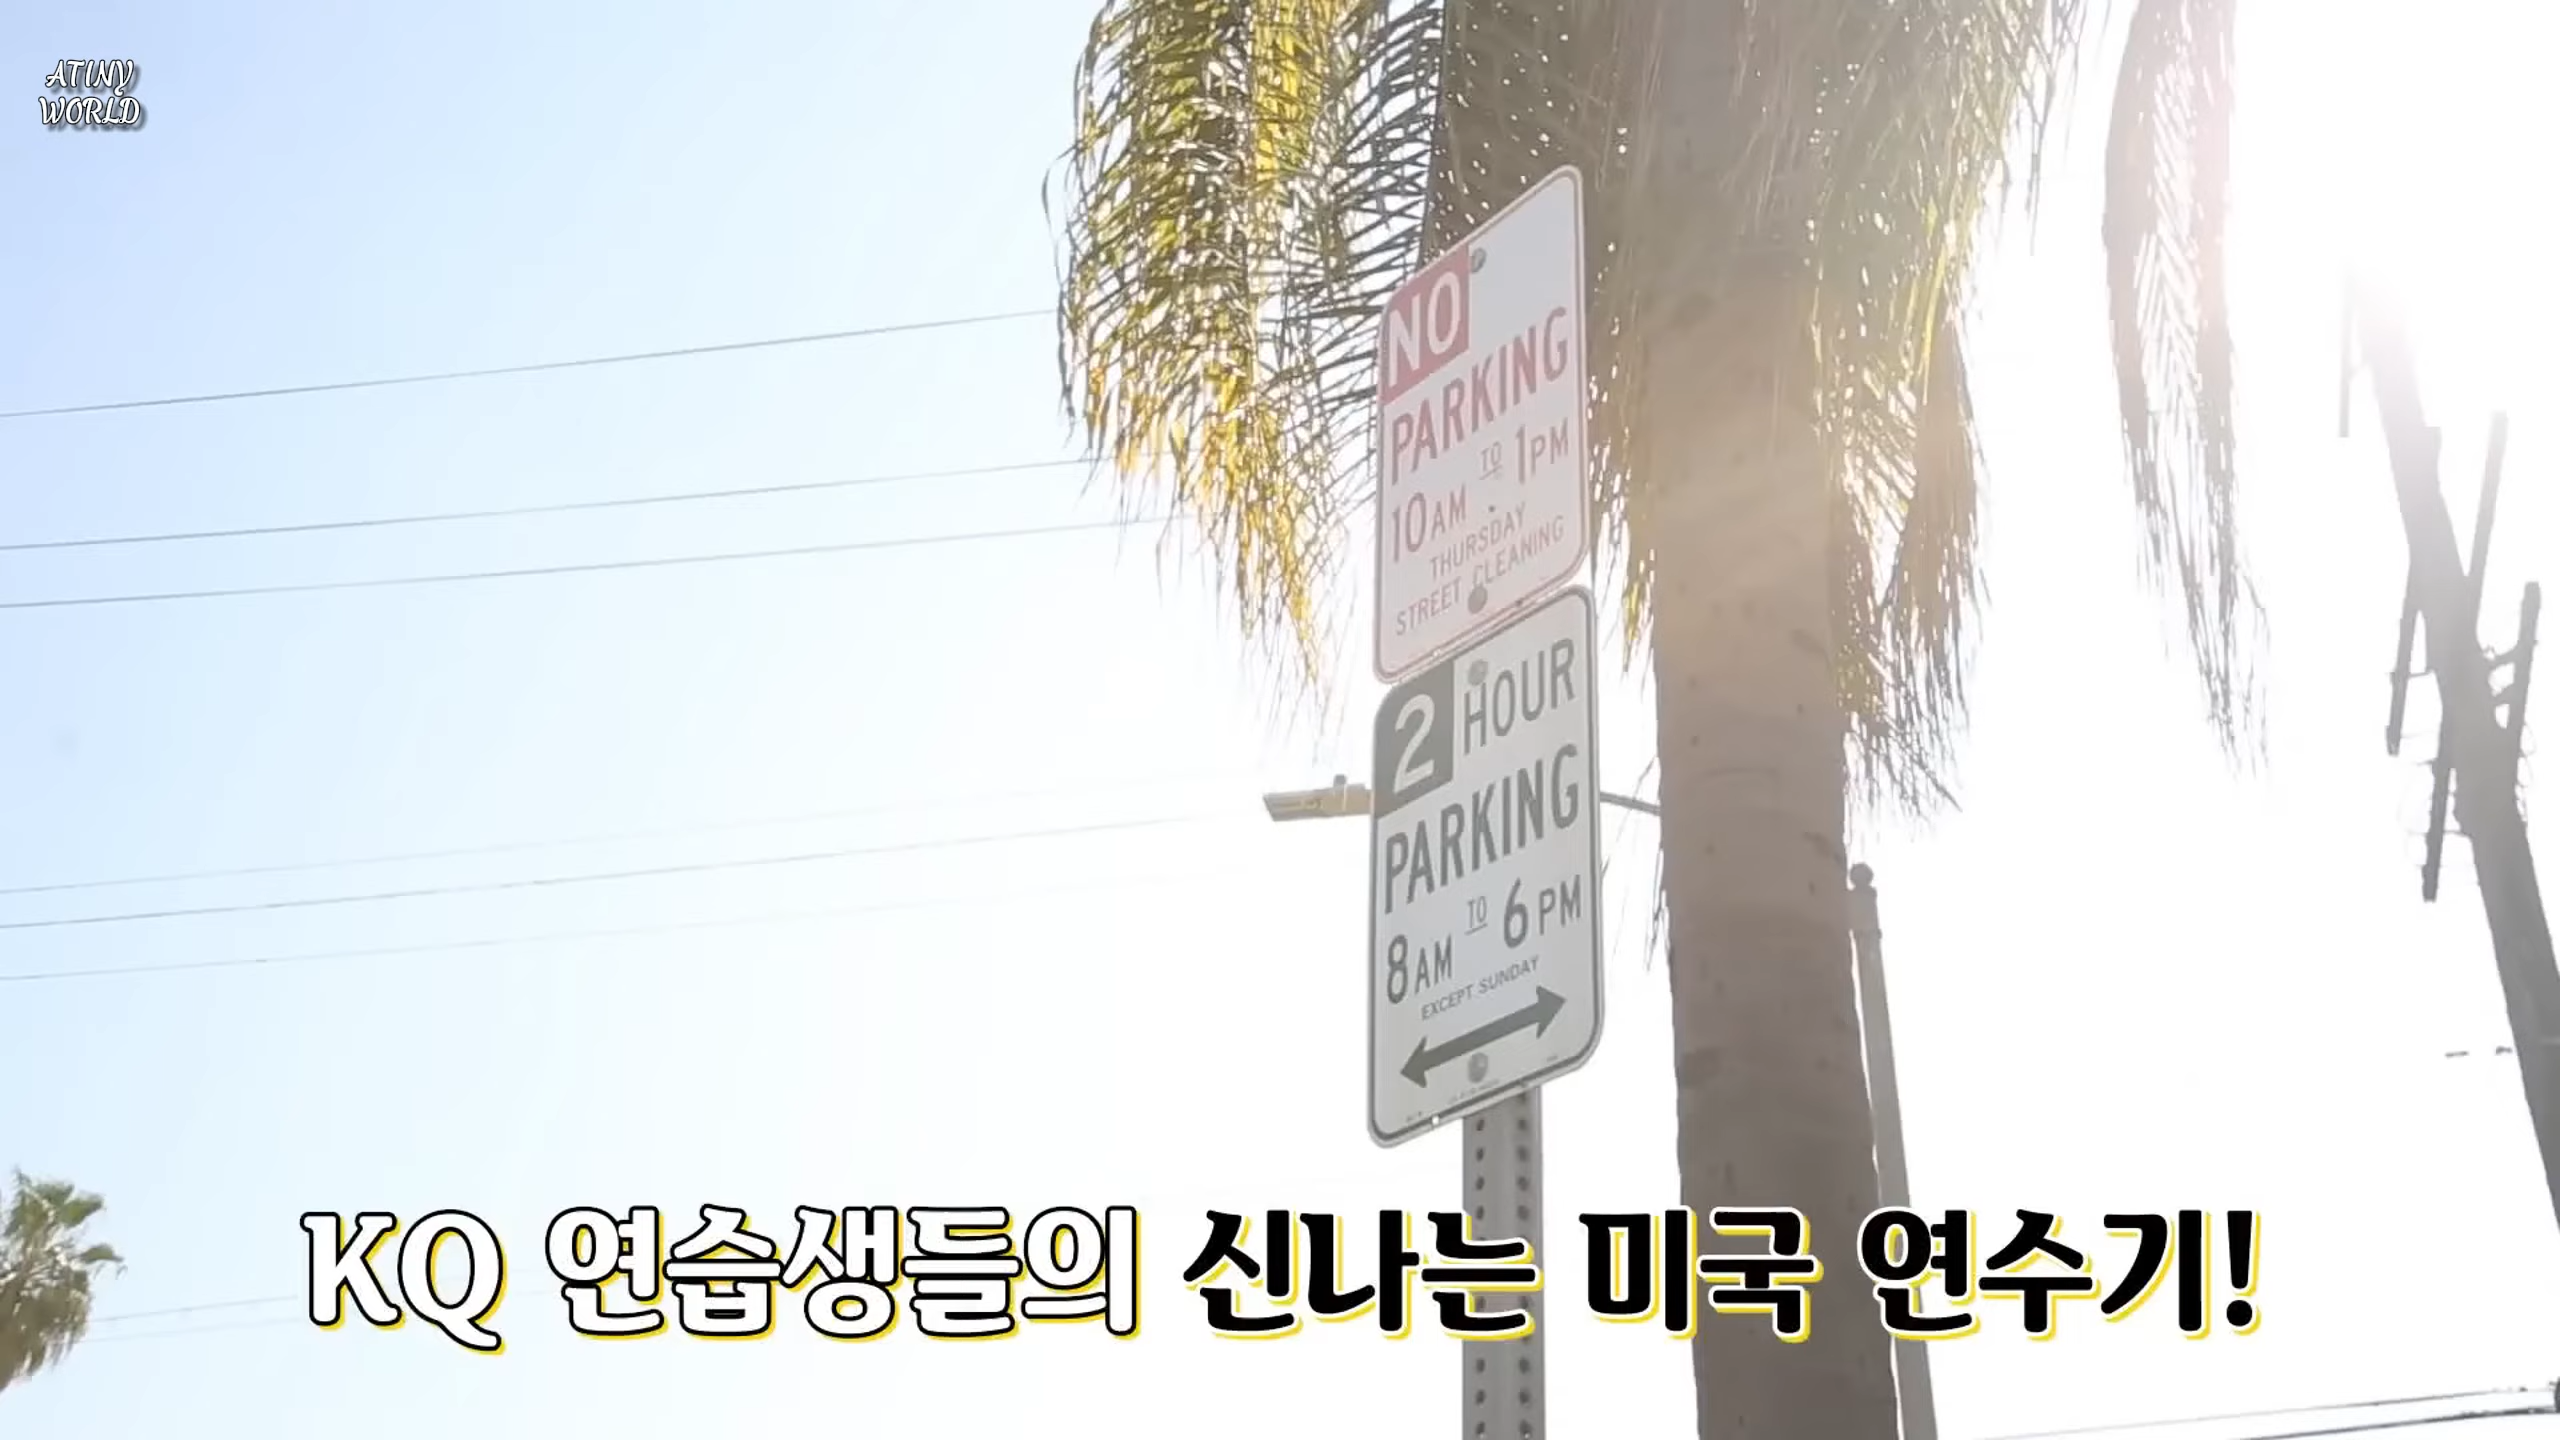 ATINY
WORLD
NO
PARKING
10AM TO 1PM
THURSDAY
STREET CLEANING
2 HOUR
PARKING
8AM TO 6PM
EXCEPT SUNDAY
KQ 연습생들의 신나는 미국 연수기!